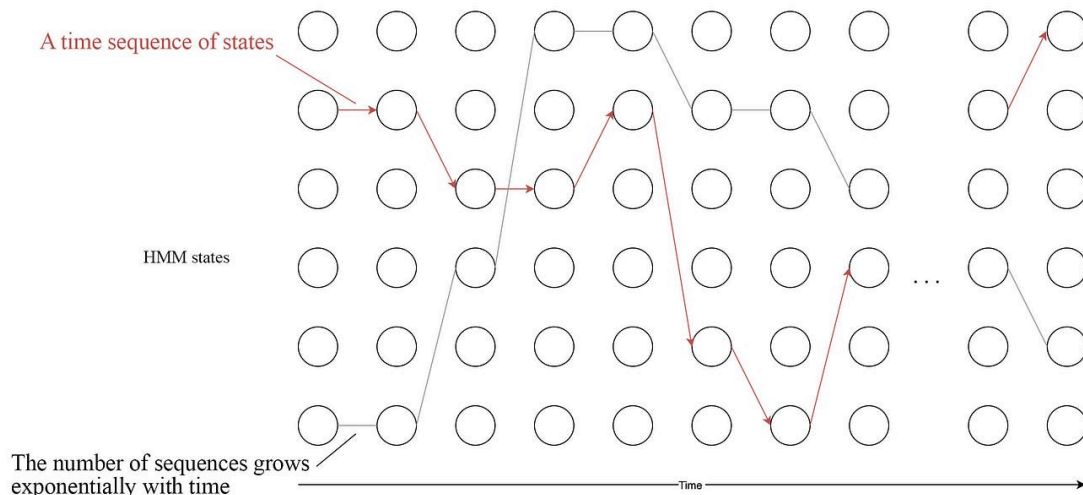 A time sequence of states
HMM states
...
The number of sequences grows
exponentially with time
Time